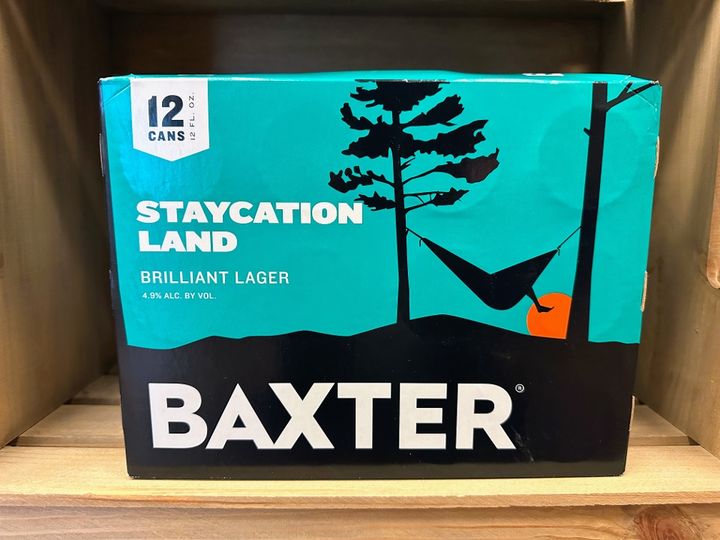 12
CANS
12 FL. OZ.
STAYCATION
LAND
BRILLIANT LAGER
4.9% ALC. BY VOL.
BAXTER®